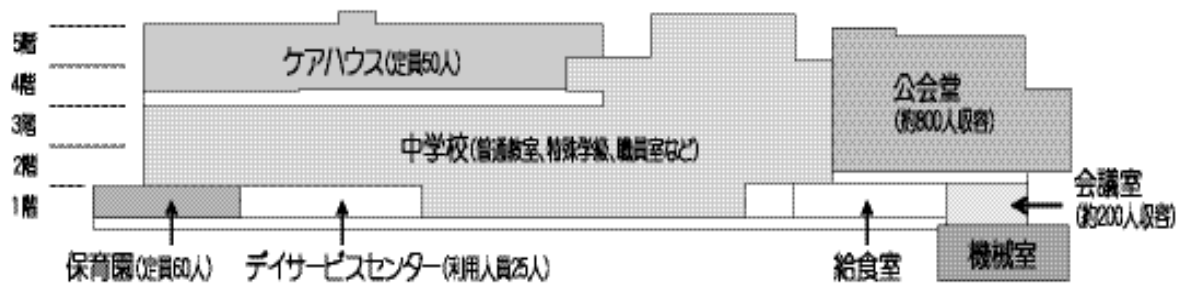 5階
4階
3階
2階
1階
ケアハウス(定員50人)
公会堂
(約800人収容)
中学校(普通教室、特殊学級、職員室など)
会議室
(約200人収容)
保育園(定員60人)
デイサービスセンター(利用人員25人)
給食室
機械室